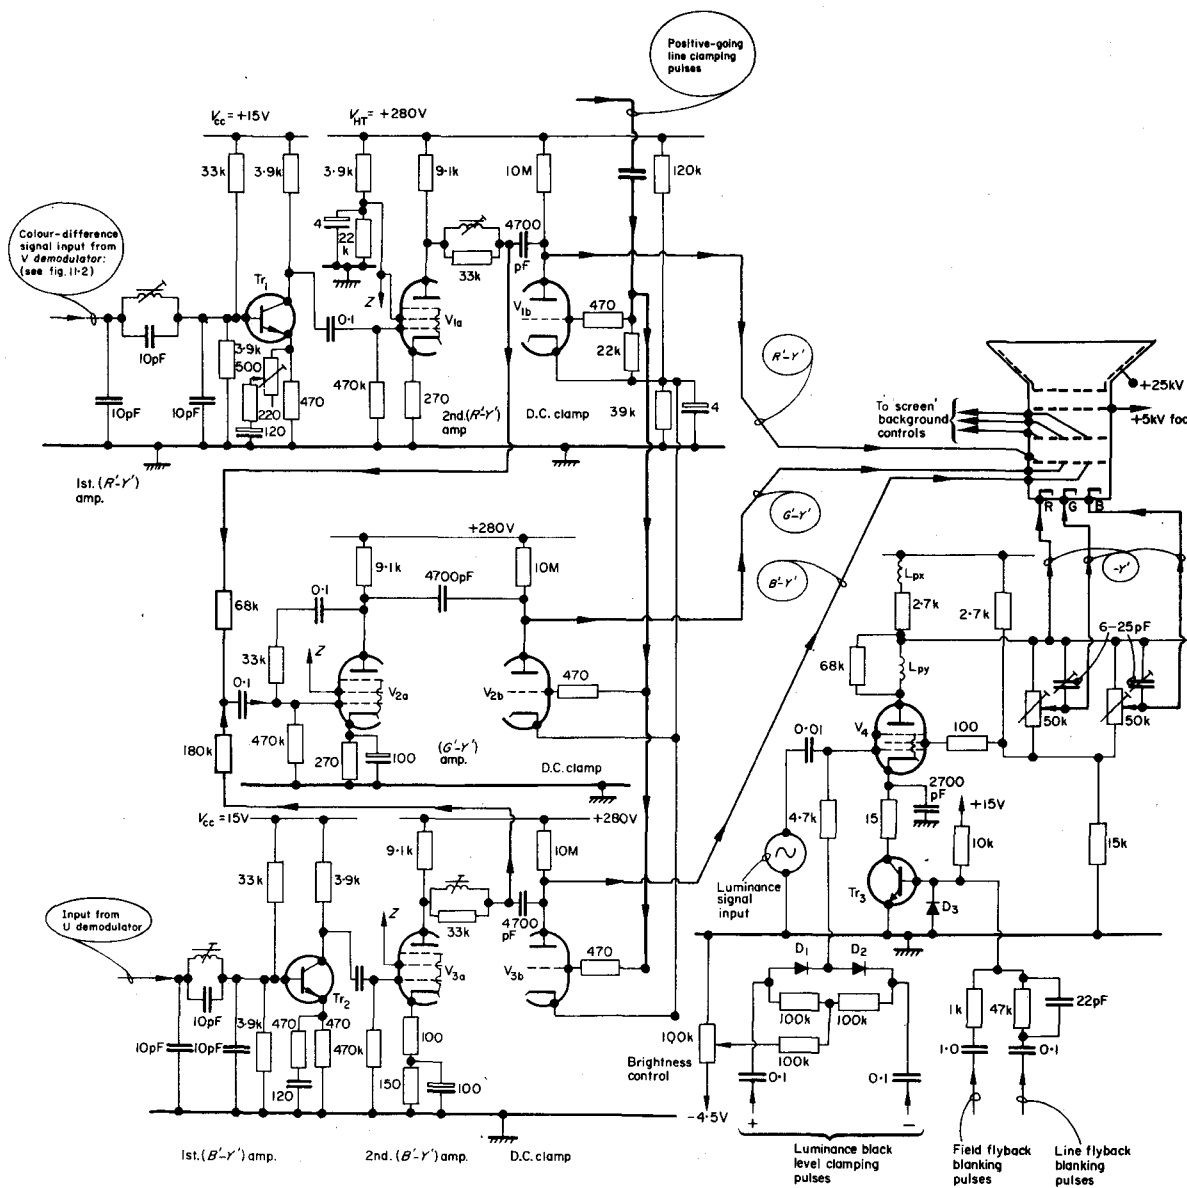 Positive-going
line clamping
pulses
Vcc = +15V
VHT = +280V
33k
3·9k
3·9k
9·1k
10M
120k
4
22
k
4700
pF
33k
Colour-difference
signal input from
V demodulator:
(see fig. 11·2)
Tr1
Z
V1a
V1b
470
10pF
0·1
22k
3·9k
500
470k
270
2nd.(R'-Y')
amp
D.C. clamp
39k
4
10pF
10pF
220
470
120
1st.(R'-Y')
amp.
R'-Y'
To 'screen'
background
controls
+25kV
+5kV foc
R G B
G'-Y'
B'-Y'
-Y'
+280V
9·1k
4700pF
10M
0·1
68k
33k
Z
0·1
V2a
V2b
470
470k
180k
270
100
(G'-Y')
amp.
D.C. clamp
Lpx
2·7k
2·7k
6–25pF
68k
Lpy
V4
50k
50k
0·01
100
2700
pF
4·7k
15
+15V
10k
15k
Luminance
signal
input
Tr3
D3
Vcc = 15V
+280V
9·1k
10M
33k
3·9k
Z
33k
4700
pF
Input from
U demodulator
Tr2
V3a
V3b
470
10pF
10pF
10pF
3·9k
470
470
470k
100
120
150
100
1st.(B'-Y') amp.
2nd.(B'-Y') amp.
D.C. clamp
D1
D2
100k
100k
100k
100k
Brightness
control
-4·5V
0·1
0·1
+
−
Luminance black
level clamping
pulses
1k
47k
22pF
1·0
0·1
Field flyback
blanking
pulses
Line flyback
blanking
pulses